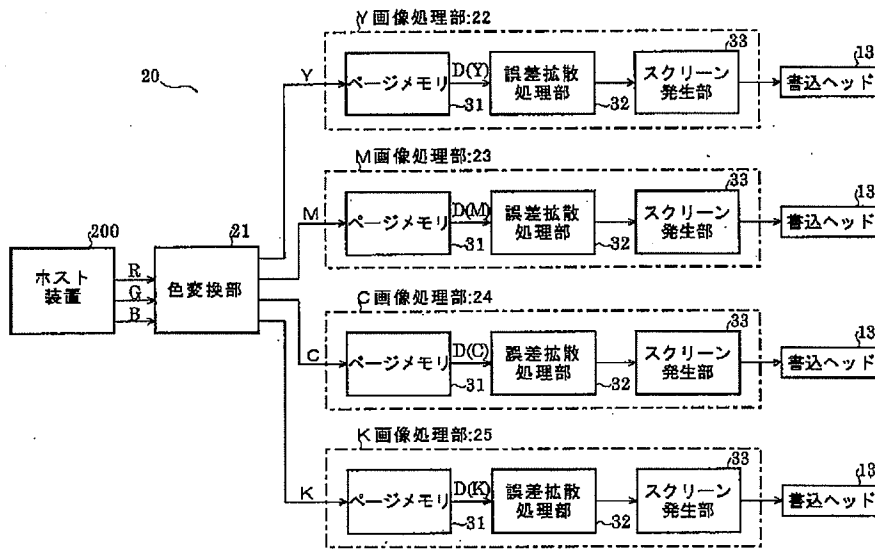 Y画像処理部:22
33
13
20
Y
ページメモリ
D(Y)
誤差拡散
処理部
スクリーン
発生部
書込ヘッド
31
32
M画像処理部:23
33
13
M
ページメモリ
D(M)
誤差拡散
処理部
スクリーン
発生部
書込ヘッド
31
32
200
21
ホスト
装置
R
G
B
色変換部
C画像処理部:24
33
13
C
ページメモリ
D(C)
誤差拡散
処理部
スクリーン
発生部
書込ヘッド
31
32
K画像処理部:25
33
13
K
ページメモリ
D(K)
誤差拡散
処理部
スクリーン
発生部
書込ヘッド
31
32